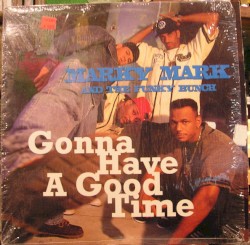 MARKY MARK
AND THE FUNKY BUNCH
Gonna
Have
A Good
Time